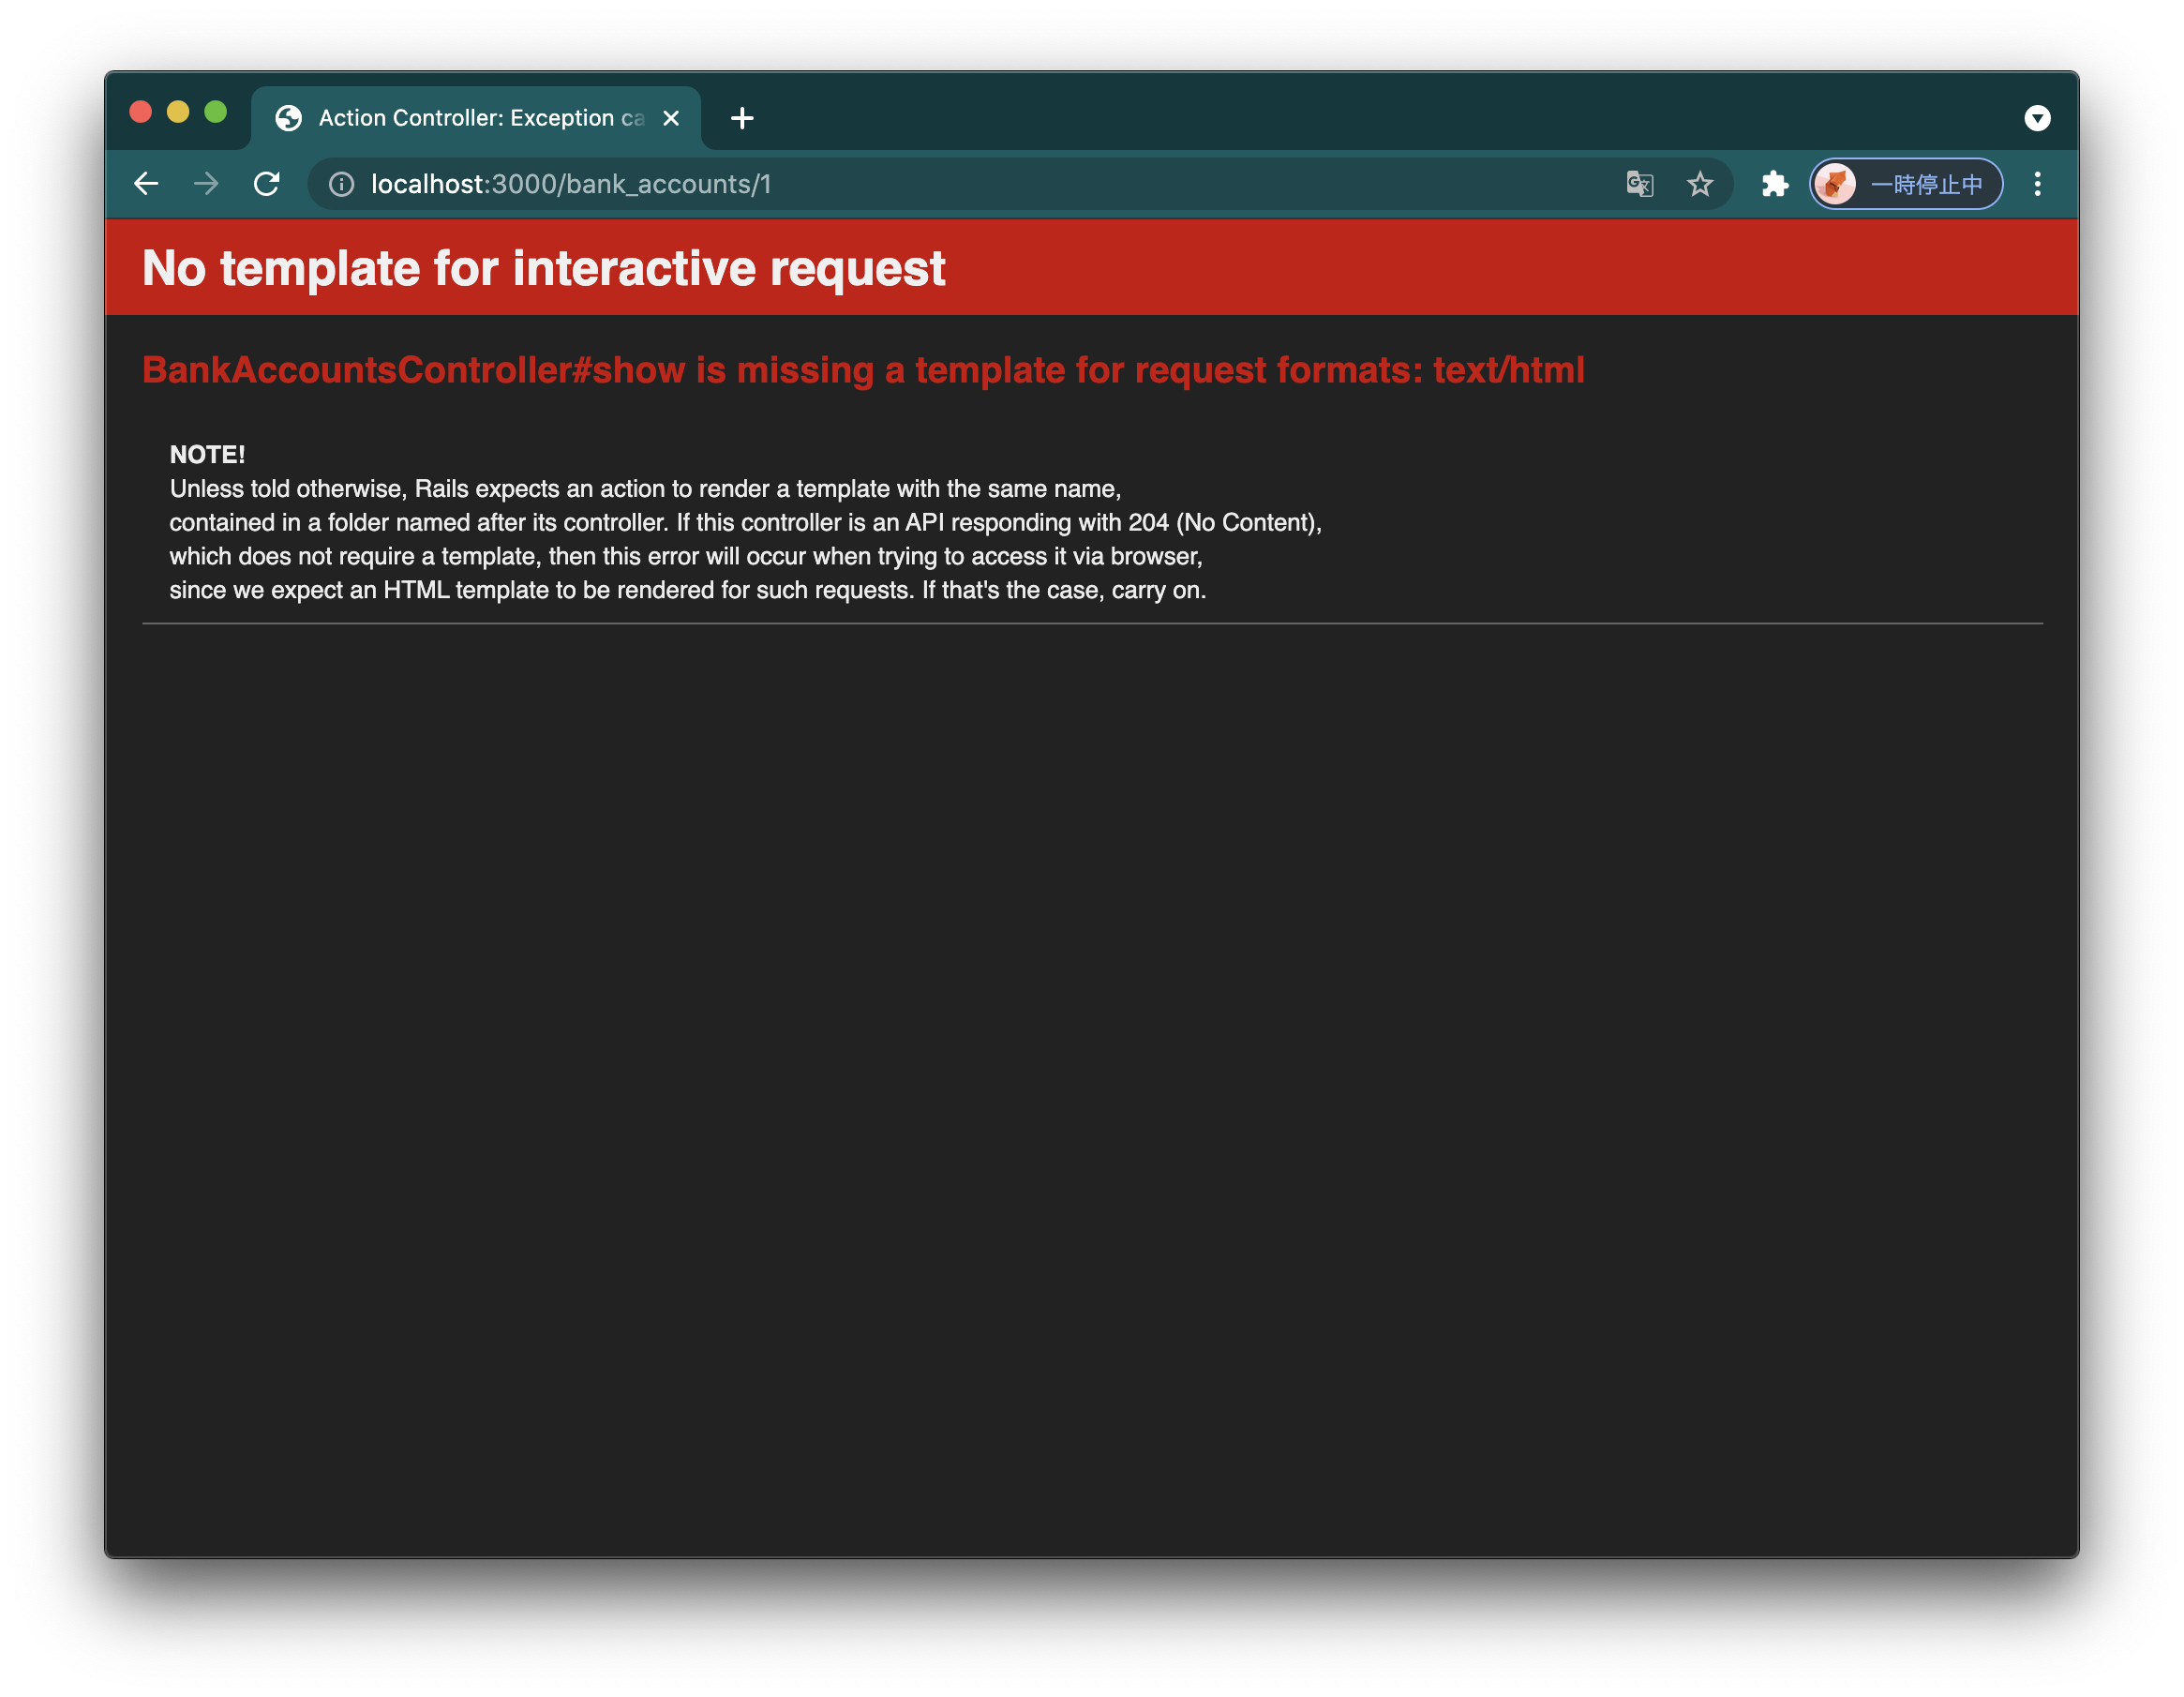 Action Controller: Exception ca
localhost:3000/bank_accounts/1
一時停止中
No template for interactive request
BankAccountsController#show is missing a template for request formats: text/html
NOTE!
Unless told otherwise, Rails expects an action to render a template with the same name,
contained in a folder named after its controller. If this controller is an API responding with 204 (No Content),
which does not require a template, then this error will occur when trying to access it via browser,
since we expect an HTML template to be rendered for such requests. If that's the case, carry on.